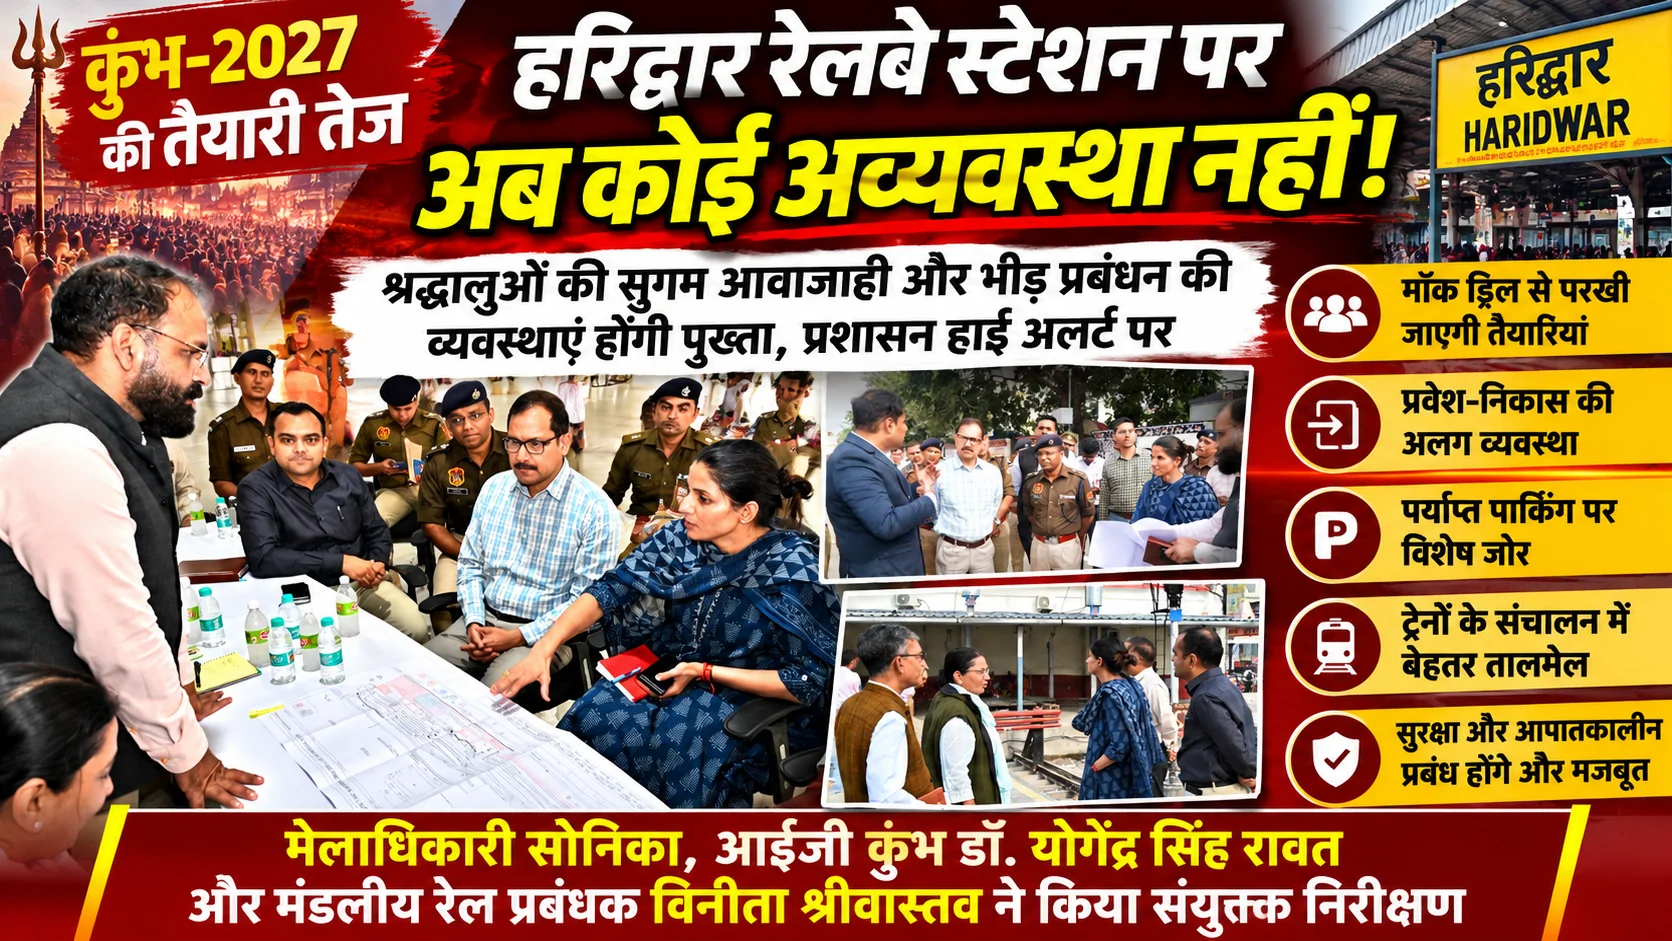 कुंभ-2027
की तैयारी तेज
हरिद्वार रेलबे स्टेशन पर
अब कोई अव्यवस्था नहीं!
हरिद्वार
HARIDWAR
श्रद्धालुओं की सुगम आवाजाही और भीड़ प्रबंधन की
व्यवस्थाएं होंगी पुख्ता, प्रशासन हाई अलर्ट पर
मॉक ड्रिल से परखी
जाएगी तैयारियां
प्रवेश-निकास की
अलग व्यवस्था
P
पर्याप्त पार्किंग पर
विशेष जोर
ट्रेनों के संचालन में
बेहतर तालमेल
सुरक्षा और आपातकालीन
प्रबंध होंगे और मजबूत
मेलाधिकारी सोनिका, आईजी कुंभ डॉ. योगेंद्र सिंह रावत
और मंडलीय रेल प्रबंधक विनीता श्रीवास्तव ने किया संयुक्त निरीक्षण